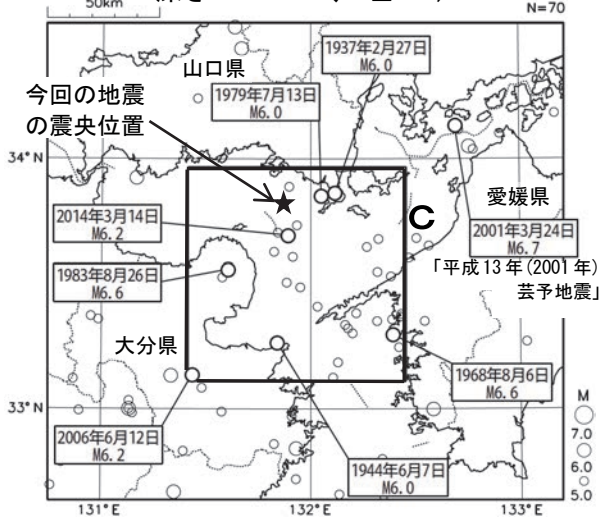 50km
N=70
1937年2月27日
M6.0
山口県
1979年7月13日
M6.0
今回の地震
の震央位置
34°N
愛媛県
C
2014年3月14日
M6.2
2001年3月24日
M6.7
「平成13年(2001年)
芸予地震」
1983年8月26日
M6.6
大分県
1968年8月6日
M6.6
33°N
2006年6月12日
M6.2
1944年6月7日
M6.0
M
7.0
6.0
5.0
131°E
132°E
133°E